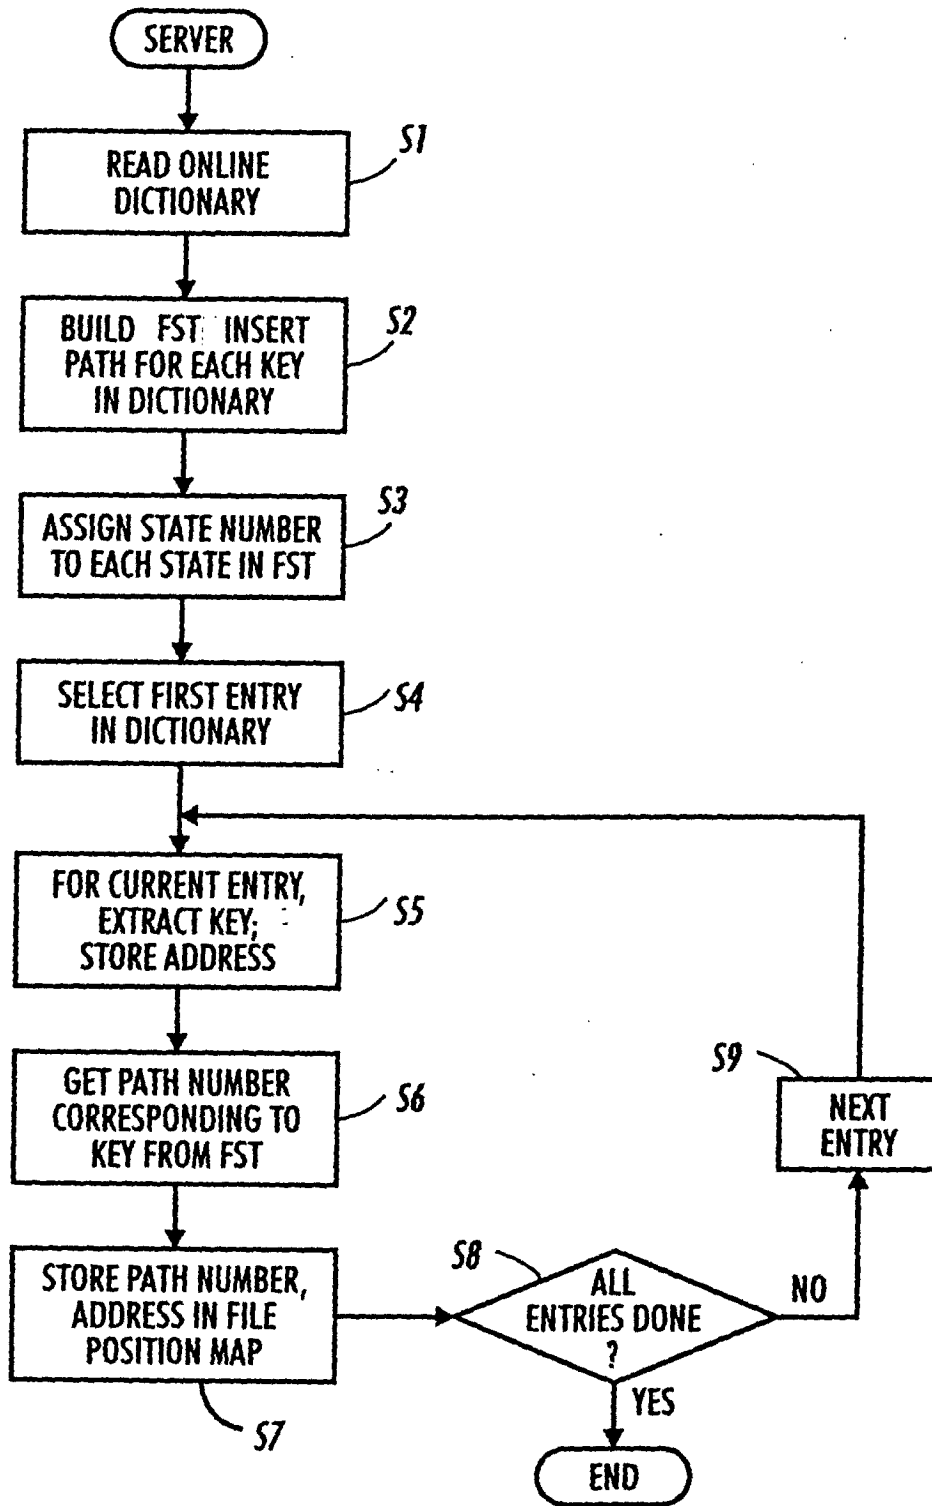 SERVER
S1
READ ONLINE
DICTIONARY
S2
BUILD FST INSERT
PATH FOR EACH KEY
IN DICTIONARY
S3
ASSIGN STATE NUMBER
TO EACH STATE IN FST
S4
SELECT FIRST ENTRY
IN DICTIONARY
S5
FOR CURRENT ENTRY,
EXTRACT KEY;
STORE ADDRESS
S6
GET PATH NUMBER
CORRESPONDING TO
KEY FROM FST
S9
NEXT
ENTRY
STORE PATH NUMBER,
ADDRESS IN FILE
POSITION MAP
S7
S8
ALL
ENTRIES DONE
?
NO
YES
END